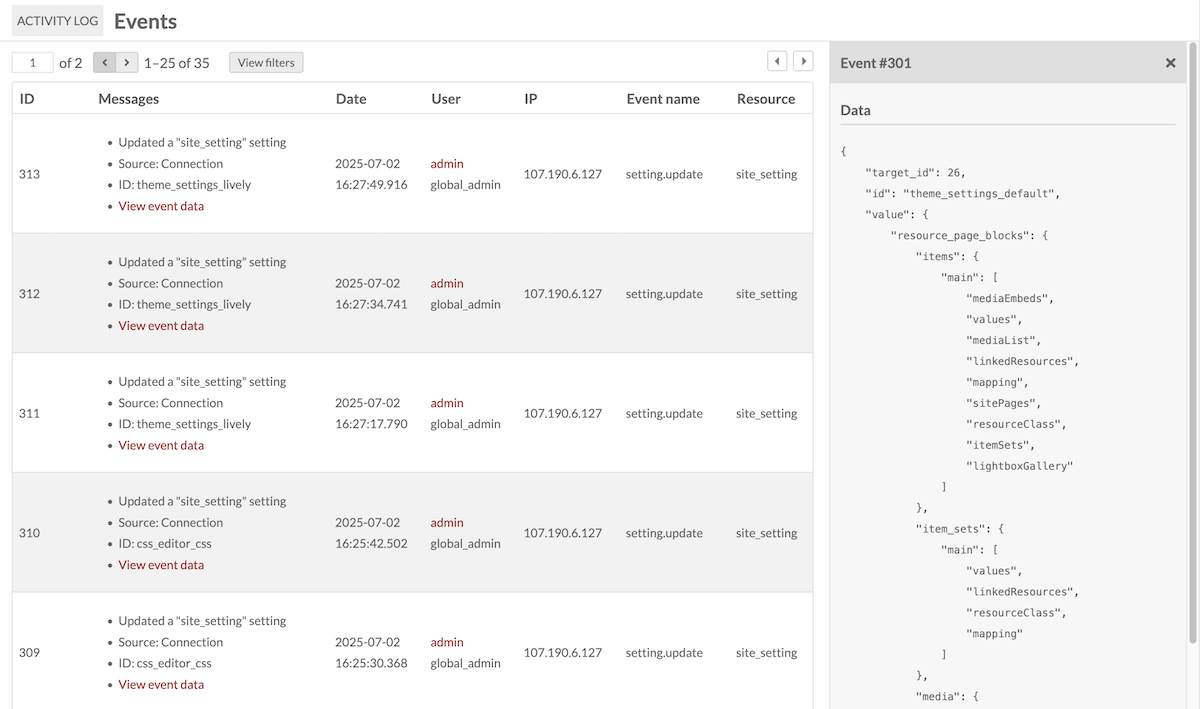 ACTIVITY LOG Events
1 of 2 < > 1–25 of 35 View filters
ID Messages Date User IP Event name Resource
313
Updated a "site_setting" setting
Source: Connection
ID: theme_settings_lively
View event data
2025-07-02
16:27:49.916
admin
global_admin
107.190.6.127
setting.update
site_setting
312
Updated a "site_setting" setting
Source: Connection
ID: theme_settings_lively
View event data
2025-07-02
16:27:34.741
admin
global_admin
107.190.6.127
setting.update
site_setting
311
Updated a "site_setting" setting
Source: Connection
ID: theme_settings_lively
View event data
2025-07-02
16:27:17.790
admin
global_admin
107.190.6.127
setting.update
site_setting
310
Updated a "site_setting" setting
Source: Connection
ID: css_editor_css
View event data
2025-07-02
16:25:42.502
admin
global_admin
107.190.6.127
setting.update
site_setting
309
Updated a "site_setting" setting
Source: Connection
ID: css_editor_css
View event data
2025-07-02
16:25:30.368
admin
global_admin
107.190.6.127
setting.update
site_setting
Event #301
Data
{
"target_id": 26,
"id": "theme_settings_default",
"value": {
"resource_page_blocks": {
"items": {
"main": [
"mediaEmbeds",
"values",
"mediaList",
"linkedResources",
"mapping",
"sitePages",
"resourceClass",
"itemSets",
"lightboxGallery"
]
},
"item_sets": {
"main": [
"values",
"linkedResources",
"resourceClass",
"mapping"
]
},
"media": {